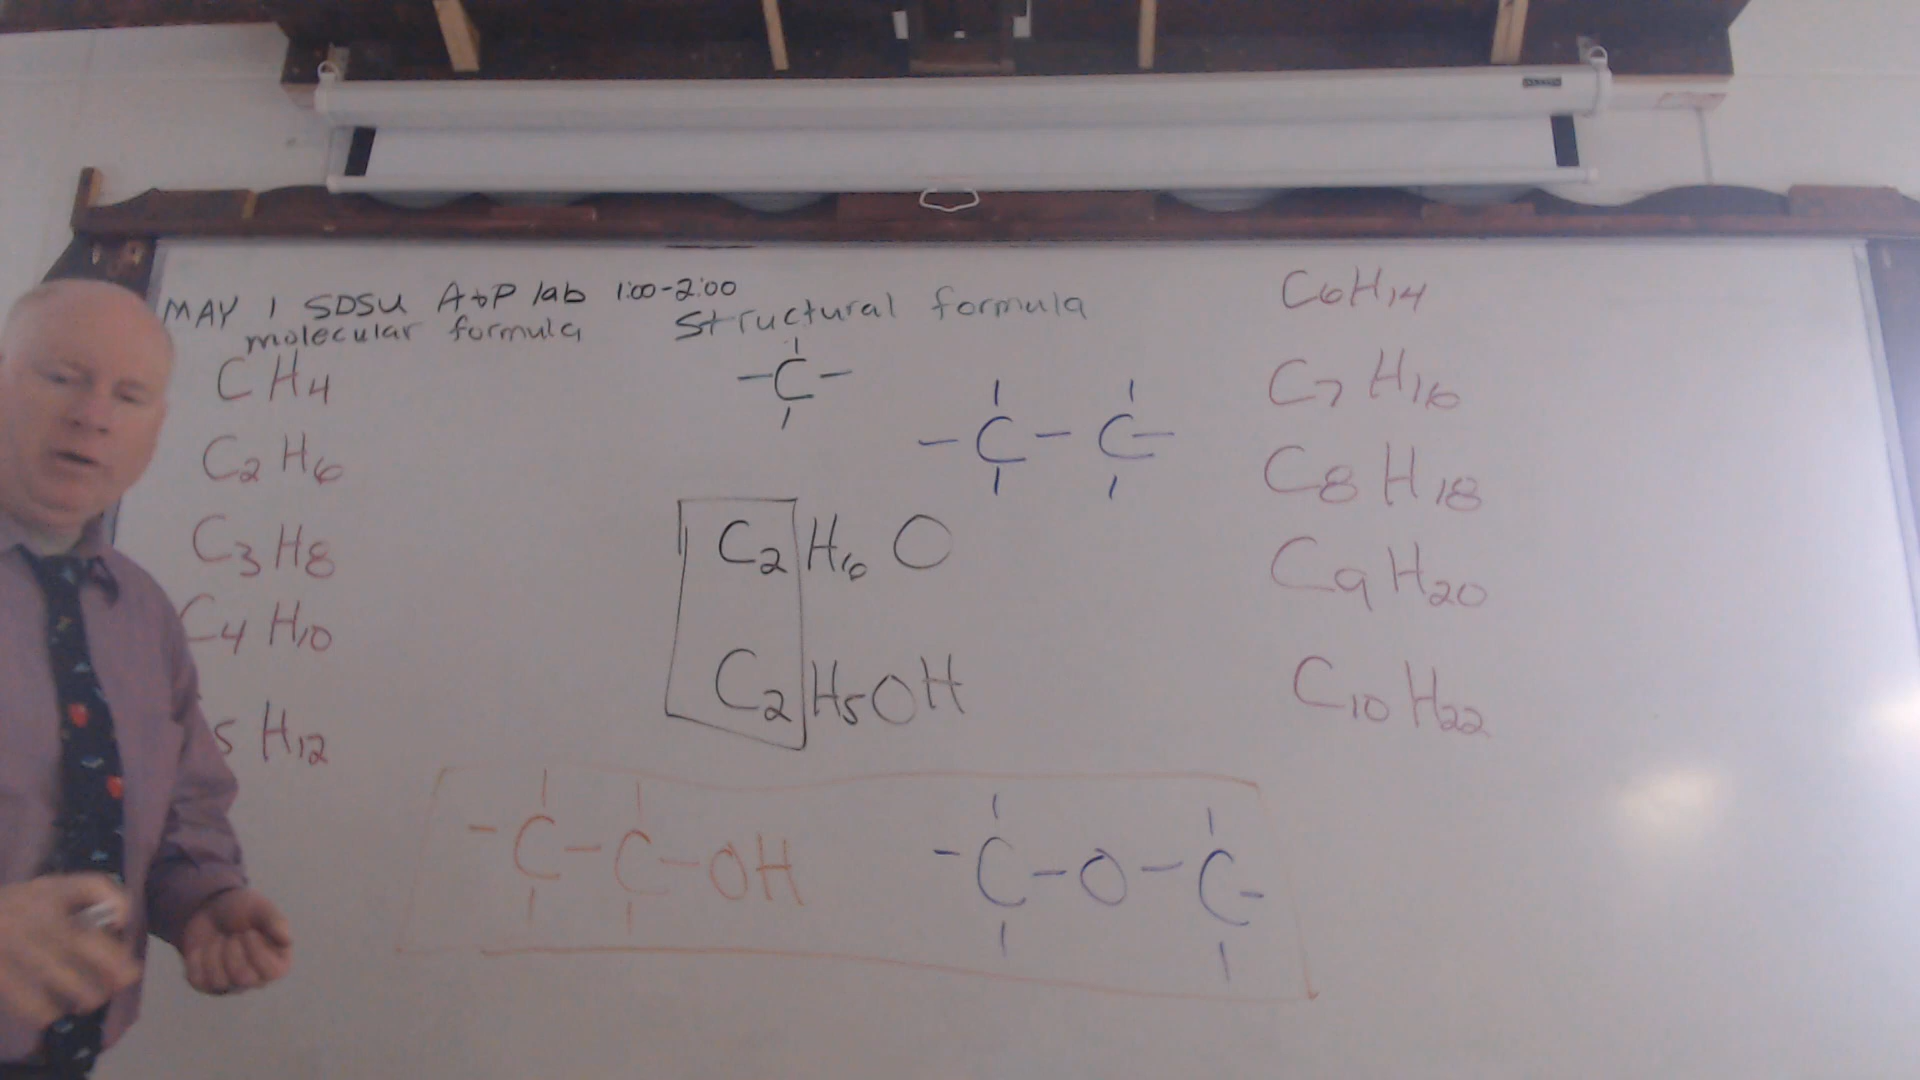 MAY 1 SDSU A+P lab 1:00-2:00
molecular formula
Structural formula
CH4
C2H6
C3H8
C4H10
5H12
C
C-C
C2H6O
C2H5OH
C-C-OH
C-O-C
C6H14
C7H16
C8H18
C9H20
C10H22